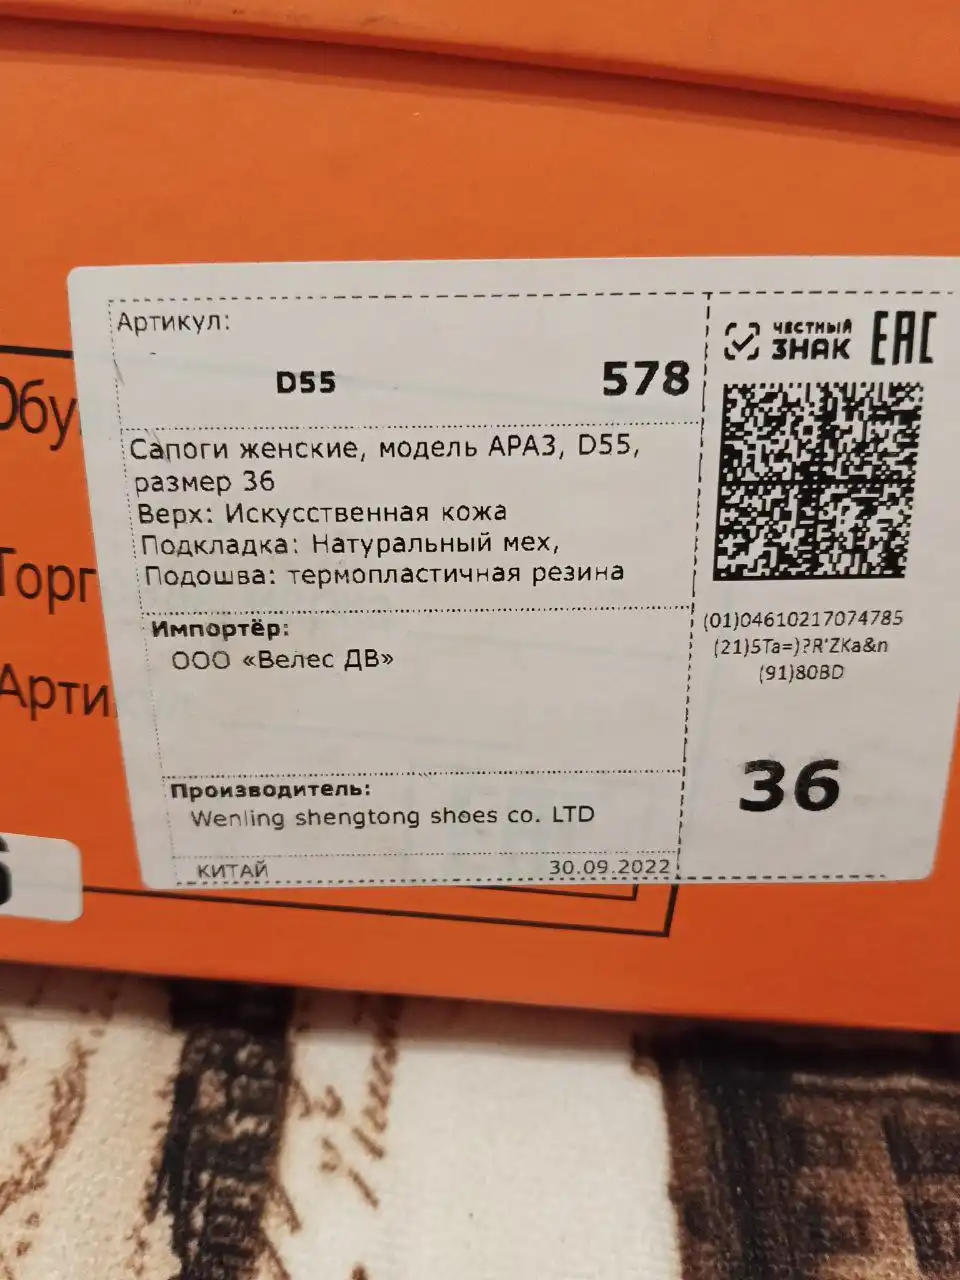 Артикул:
D55 578
ЧЕСТНЫЙ
ЗНАК EAC
Сапоги женские, модель АРАЗ, D55,
размер 36
Верх: Искусственная кожа
Подкладка: Натуральный мех,
Подошва: термопластичная резина
(01)04610217074785
(21)5Ta=)?R'ZKa&n
(91)80BD
Импортёр:
ООО «Велес ДВ»
36
Производитель:
Wenling shengtong shoes co. LTD
КИТАЙ 30.09.2022
Обу
Торг
Арти